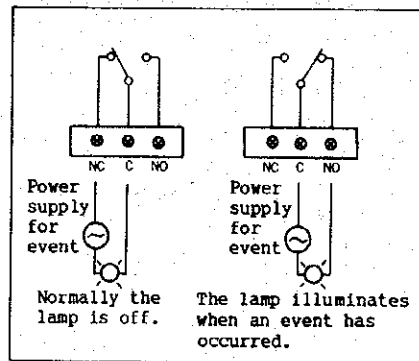 NC C NO
NC C NO
Power
supply
for
event
Normally the
lamp is off.
Power
supply
for
event
The lamp illuminates
when an event has
occurred.